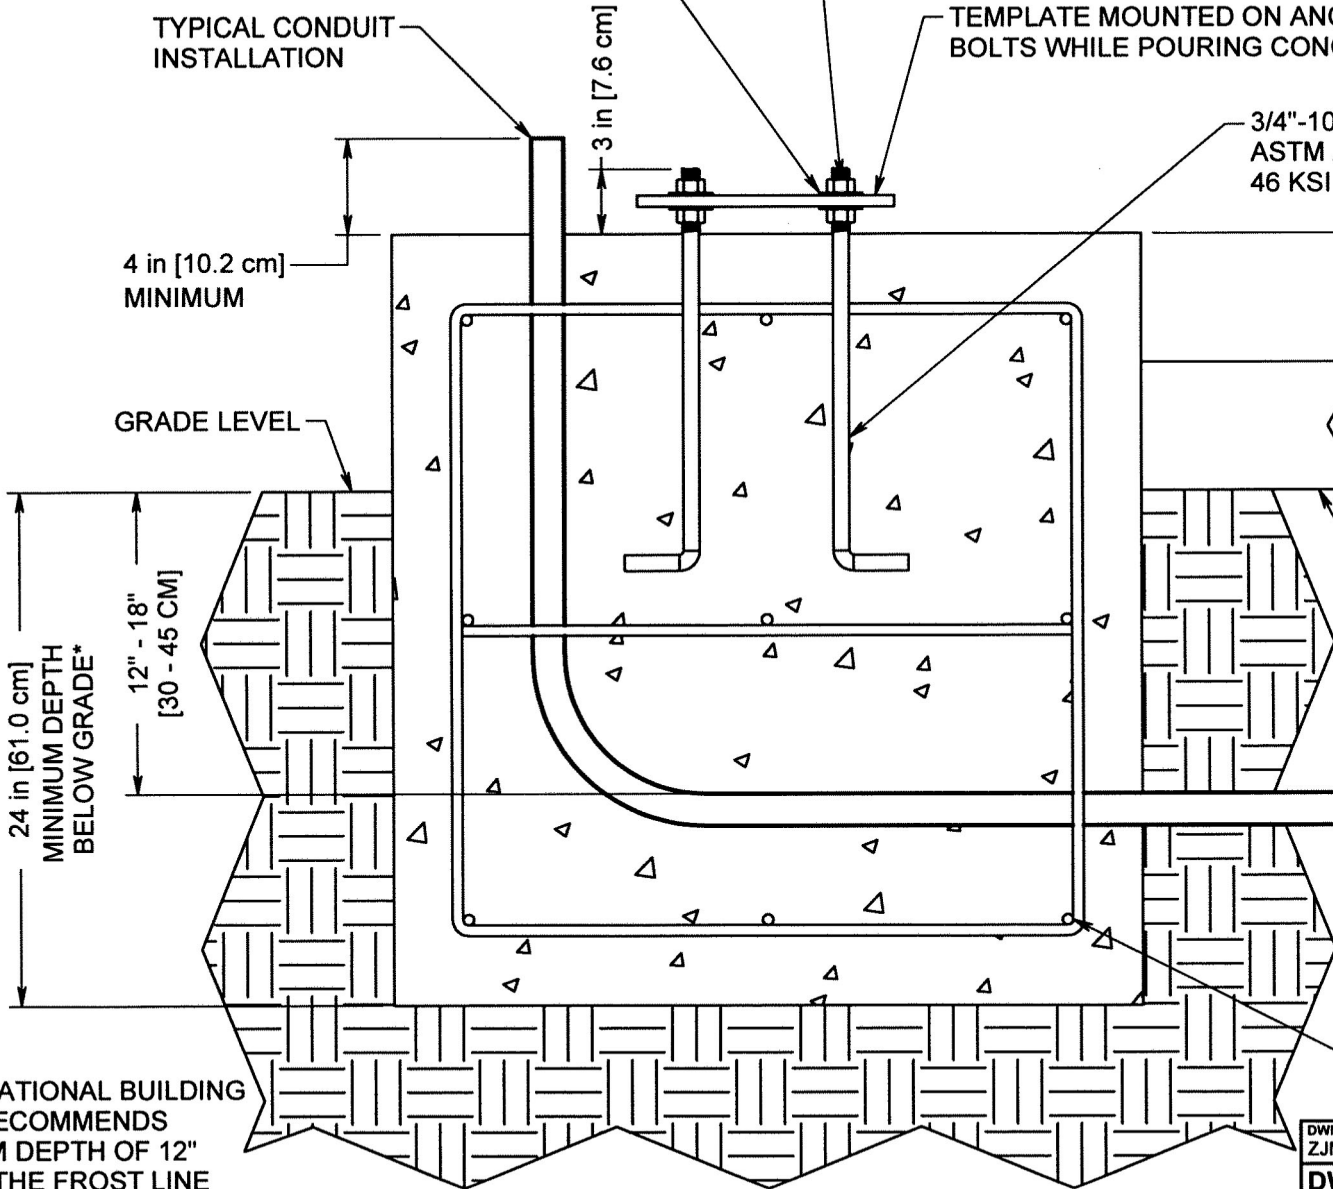 TYPICAL CONDUIT
INSTALLATION
3 in [7.6 cm]
TEMPLATE MOUNTED ON
BOLTS WHILE POURING
3/4"-10
ASTM
46 KSI
4 in [10.2 cm]
MINIMUM
GRADE LEVEL
24 in [61.0 cm]
MINIMUM DEPTH
BELOW GRADE*
12" - 18"
[30 - 45 CM]
ATIONAL BUILDING
ECOMMENDS
M DEPTH OF 12"
THE FROST LINE